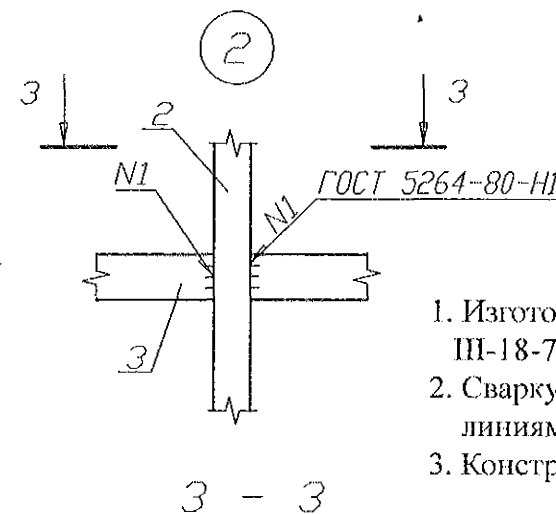 2
3
3
2
N1
N1
ГОСТ 5264-80-Н1
3
1. Изгото
III-18-7
2. Сварку
линиям
3. Констр
3 - 3